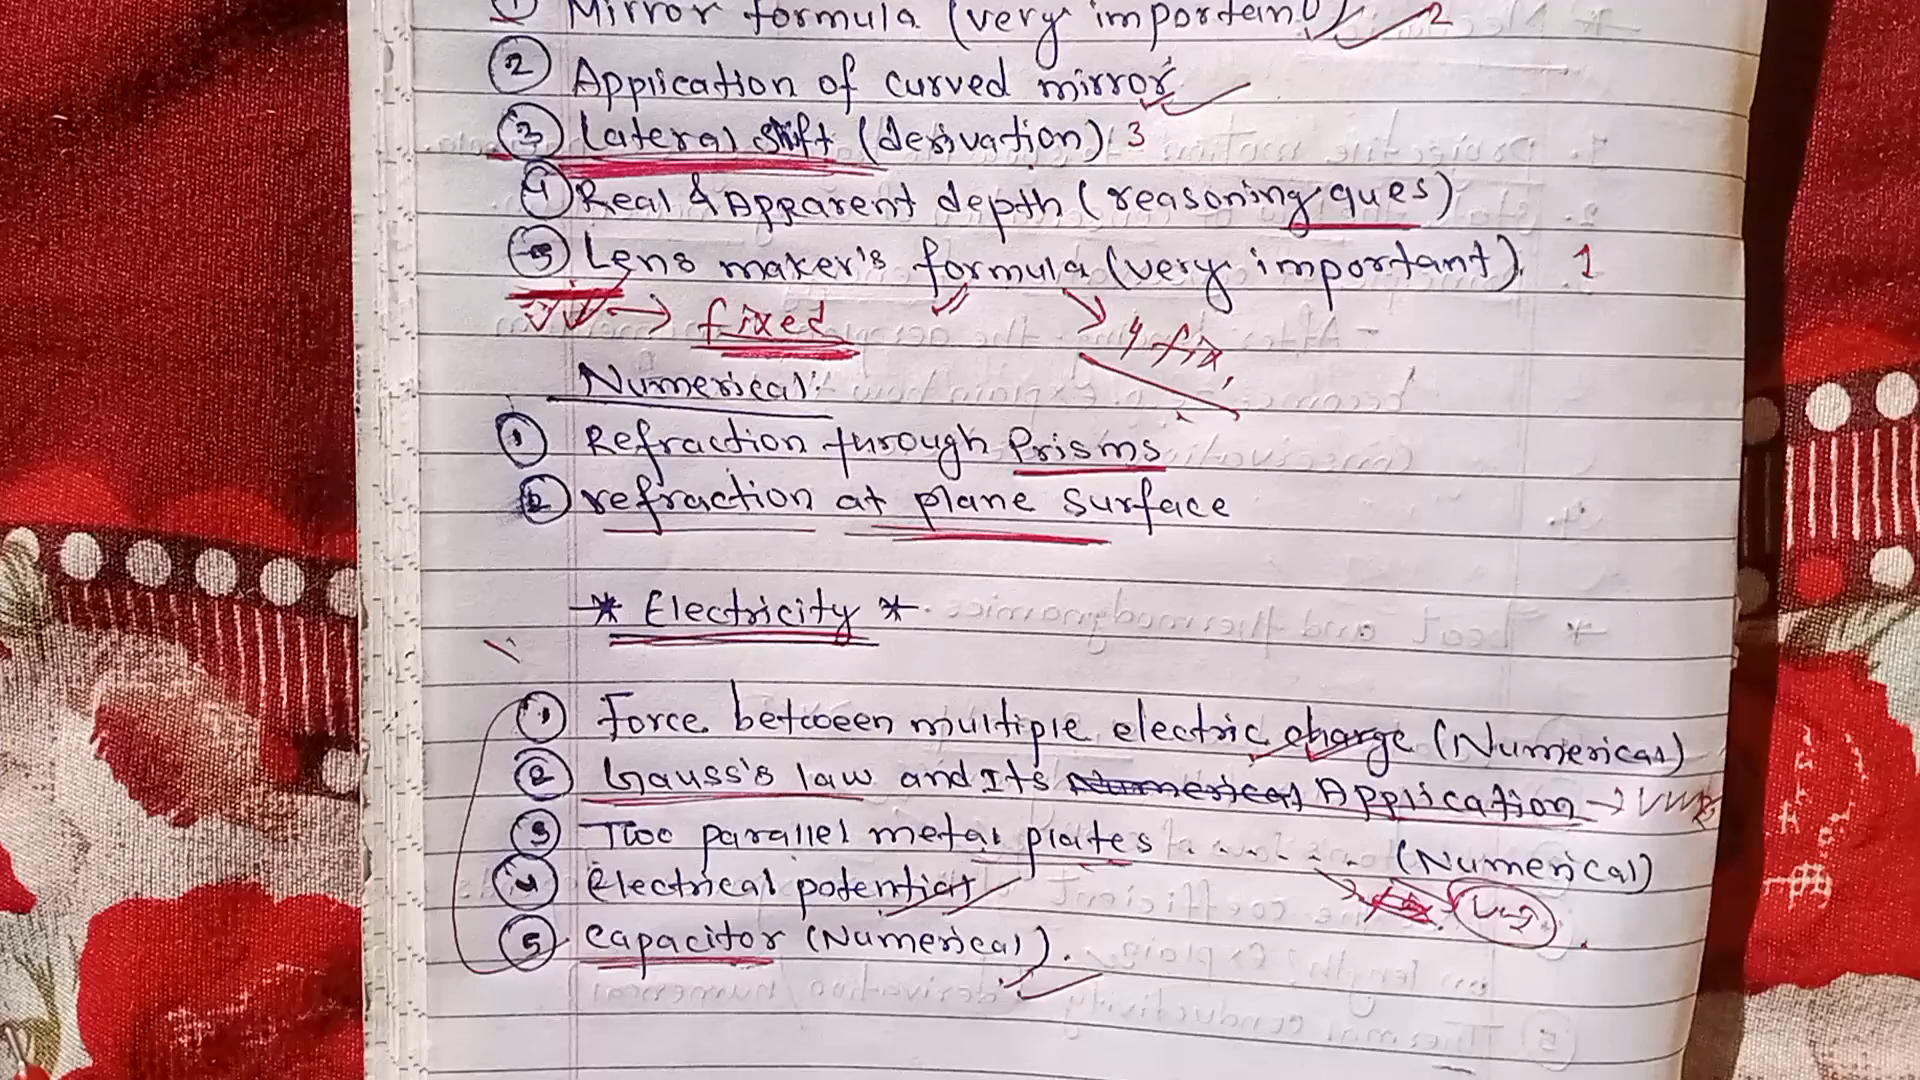 ① Mirror formula (very important) 2
② Application of curved mirror
③ Lateral shift (derivation) 3
④ Real & Apparent depth (reasoning ques)
⑤ Lens maker's formula (very important). 1
→ fixed
Numerical:
① Refraction through Prisms
② refraction at plane surface
* Electricity *
① Force between multiple electric charge (Numerical)
② Gauss's law and Its Application →
③ Two parallel metal plates (Numerical)
④ Electrical potential
⑤ Capacitor (Numerical).